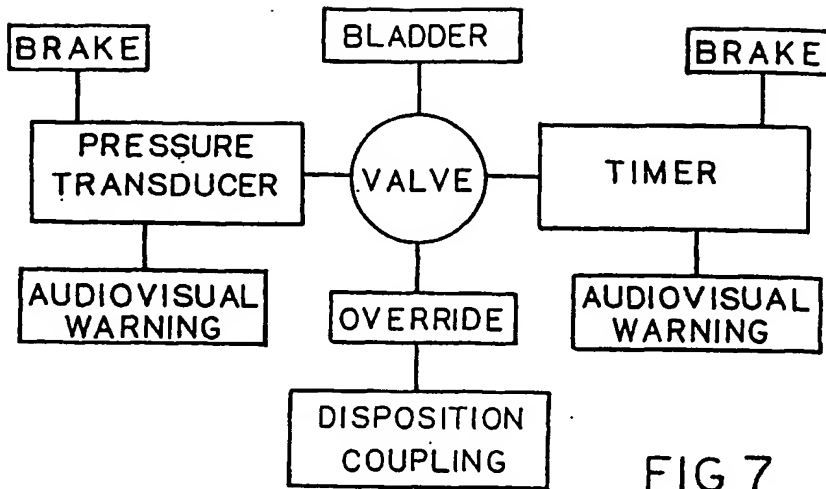 BRAKE
BLADDER
BRAKE
PRESSURE
TRANSDUCER
VALVE
TIMER
AUDIOVISUAL
WARNING
OVERRIDE
AUDIOVISUAL
WARNING
DISPOSITION
COUPLING
FIG 7